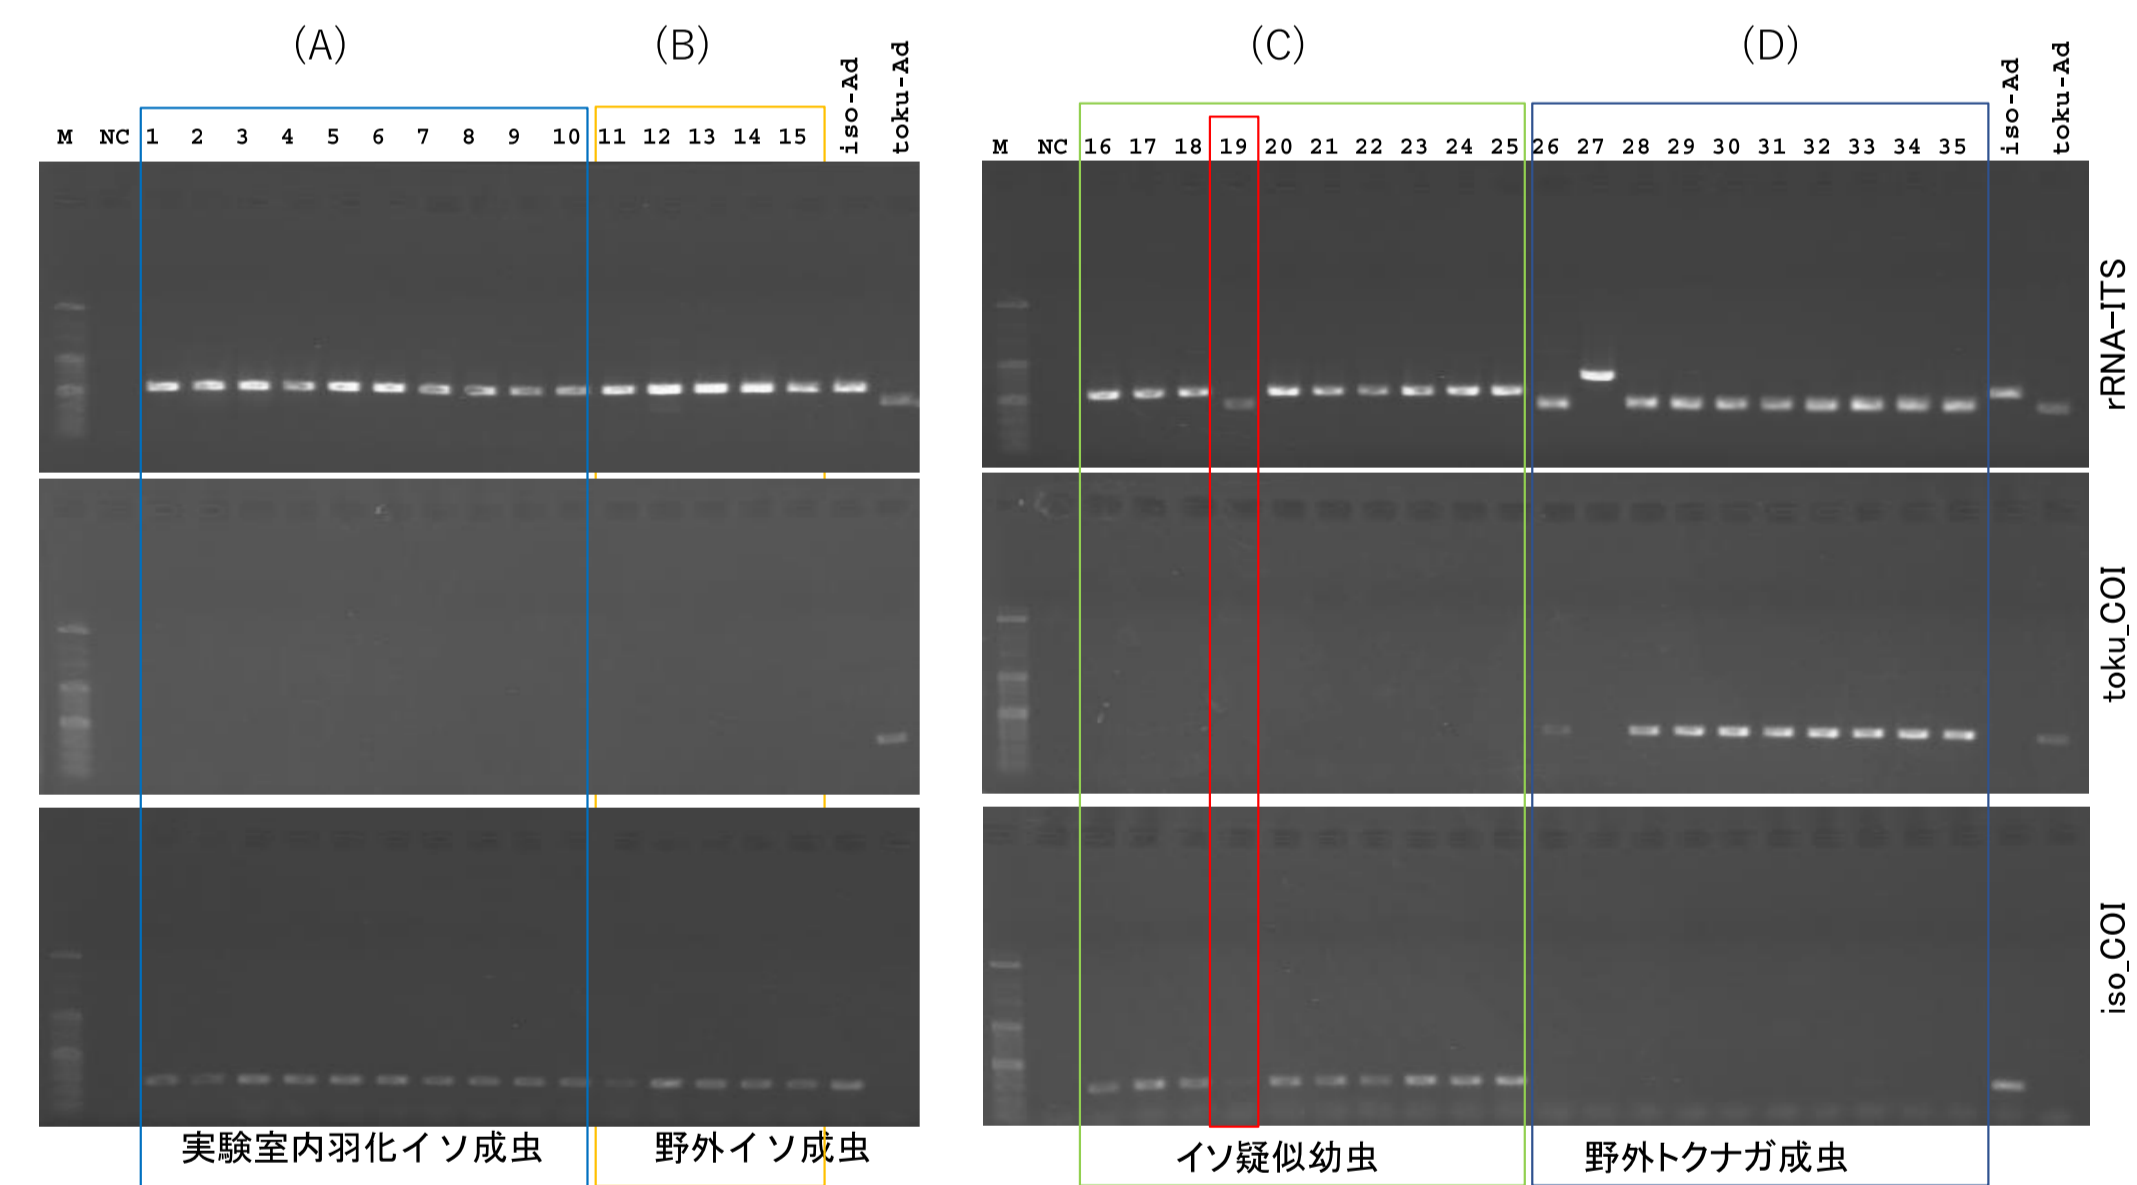 (A) (B) (C) (D)
M NC 1 2 3 4 5 6 7 8 9 10 11 12 13 14 15 iso-Ad toku-Ad
M NC 16 17 18 19 20 21 22 23 24 25 26 27 28 29 30 31 32 33 34 35 iso-Ad toku-Ad
rRNA-ITS
toku_COI
iso_COI
実験室内羽化イソ成虫 野外イソ成虫 イソ疑似幼虫 野外トクナガ成虫